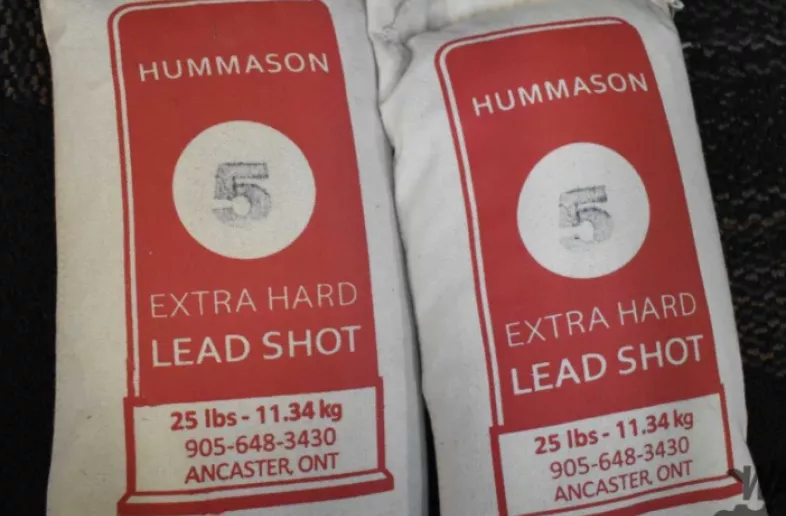 HUMMASON
5
EXTRA HARD
LEAD SHOT
25 lbs - 11.34 kg
905-648-3430
ANCASTER, ONT
HUMMASON
5
EXTRA HARD
LEAD SHOT
25 lbs - 11.34 kg
905-648-3430
ANCASTER, ONT